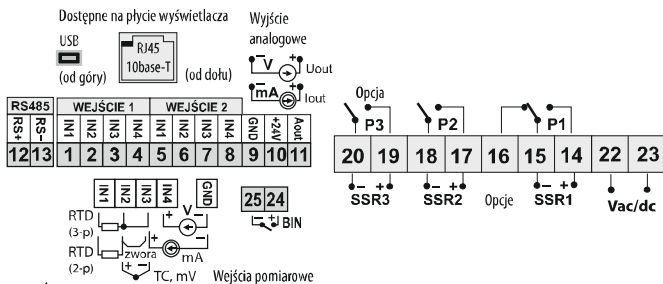 Dostępne na płycie wyświetlacza
USB
(od góry)
RJ45
10base-T
(od dołu)
Wyjście
analogowe
V
- +
Uout
mA
- +
Iout
RS485 WEJŚCIE 1 WEJŚCIE 2
RS+ RS- IN1 IN2 IN3 IN4 IN1 IN2 IN3 IN4 GND +24V Aout
12 13 1 2 3 4 5 6 7 8 9 10 11
IN1 IN2 IN3 IN4 GND
25 24
- + BIN
RTD
(3-p)
+ V -
RTD
(2-p)
zwora
+ mA -
+ - TC, mV
Wejścia pomiarowe
Opcja
P3 P2 P1
20 19 18 17 16 15 14 22 23
- + - + - +
SSR3 SSR2 Opcje SSR1 Vac/dc